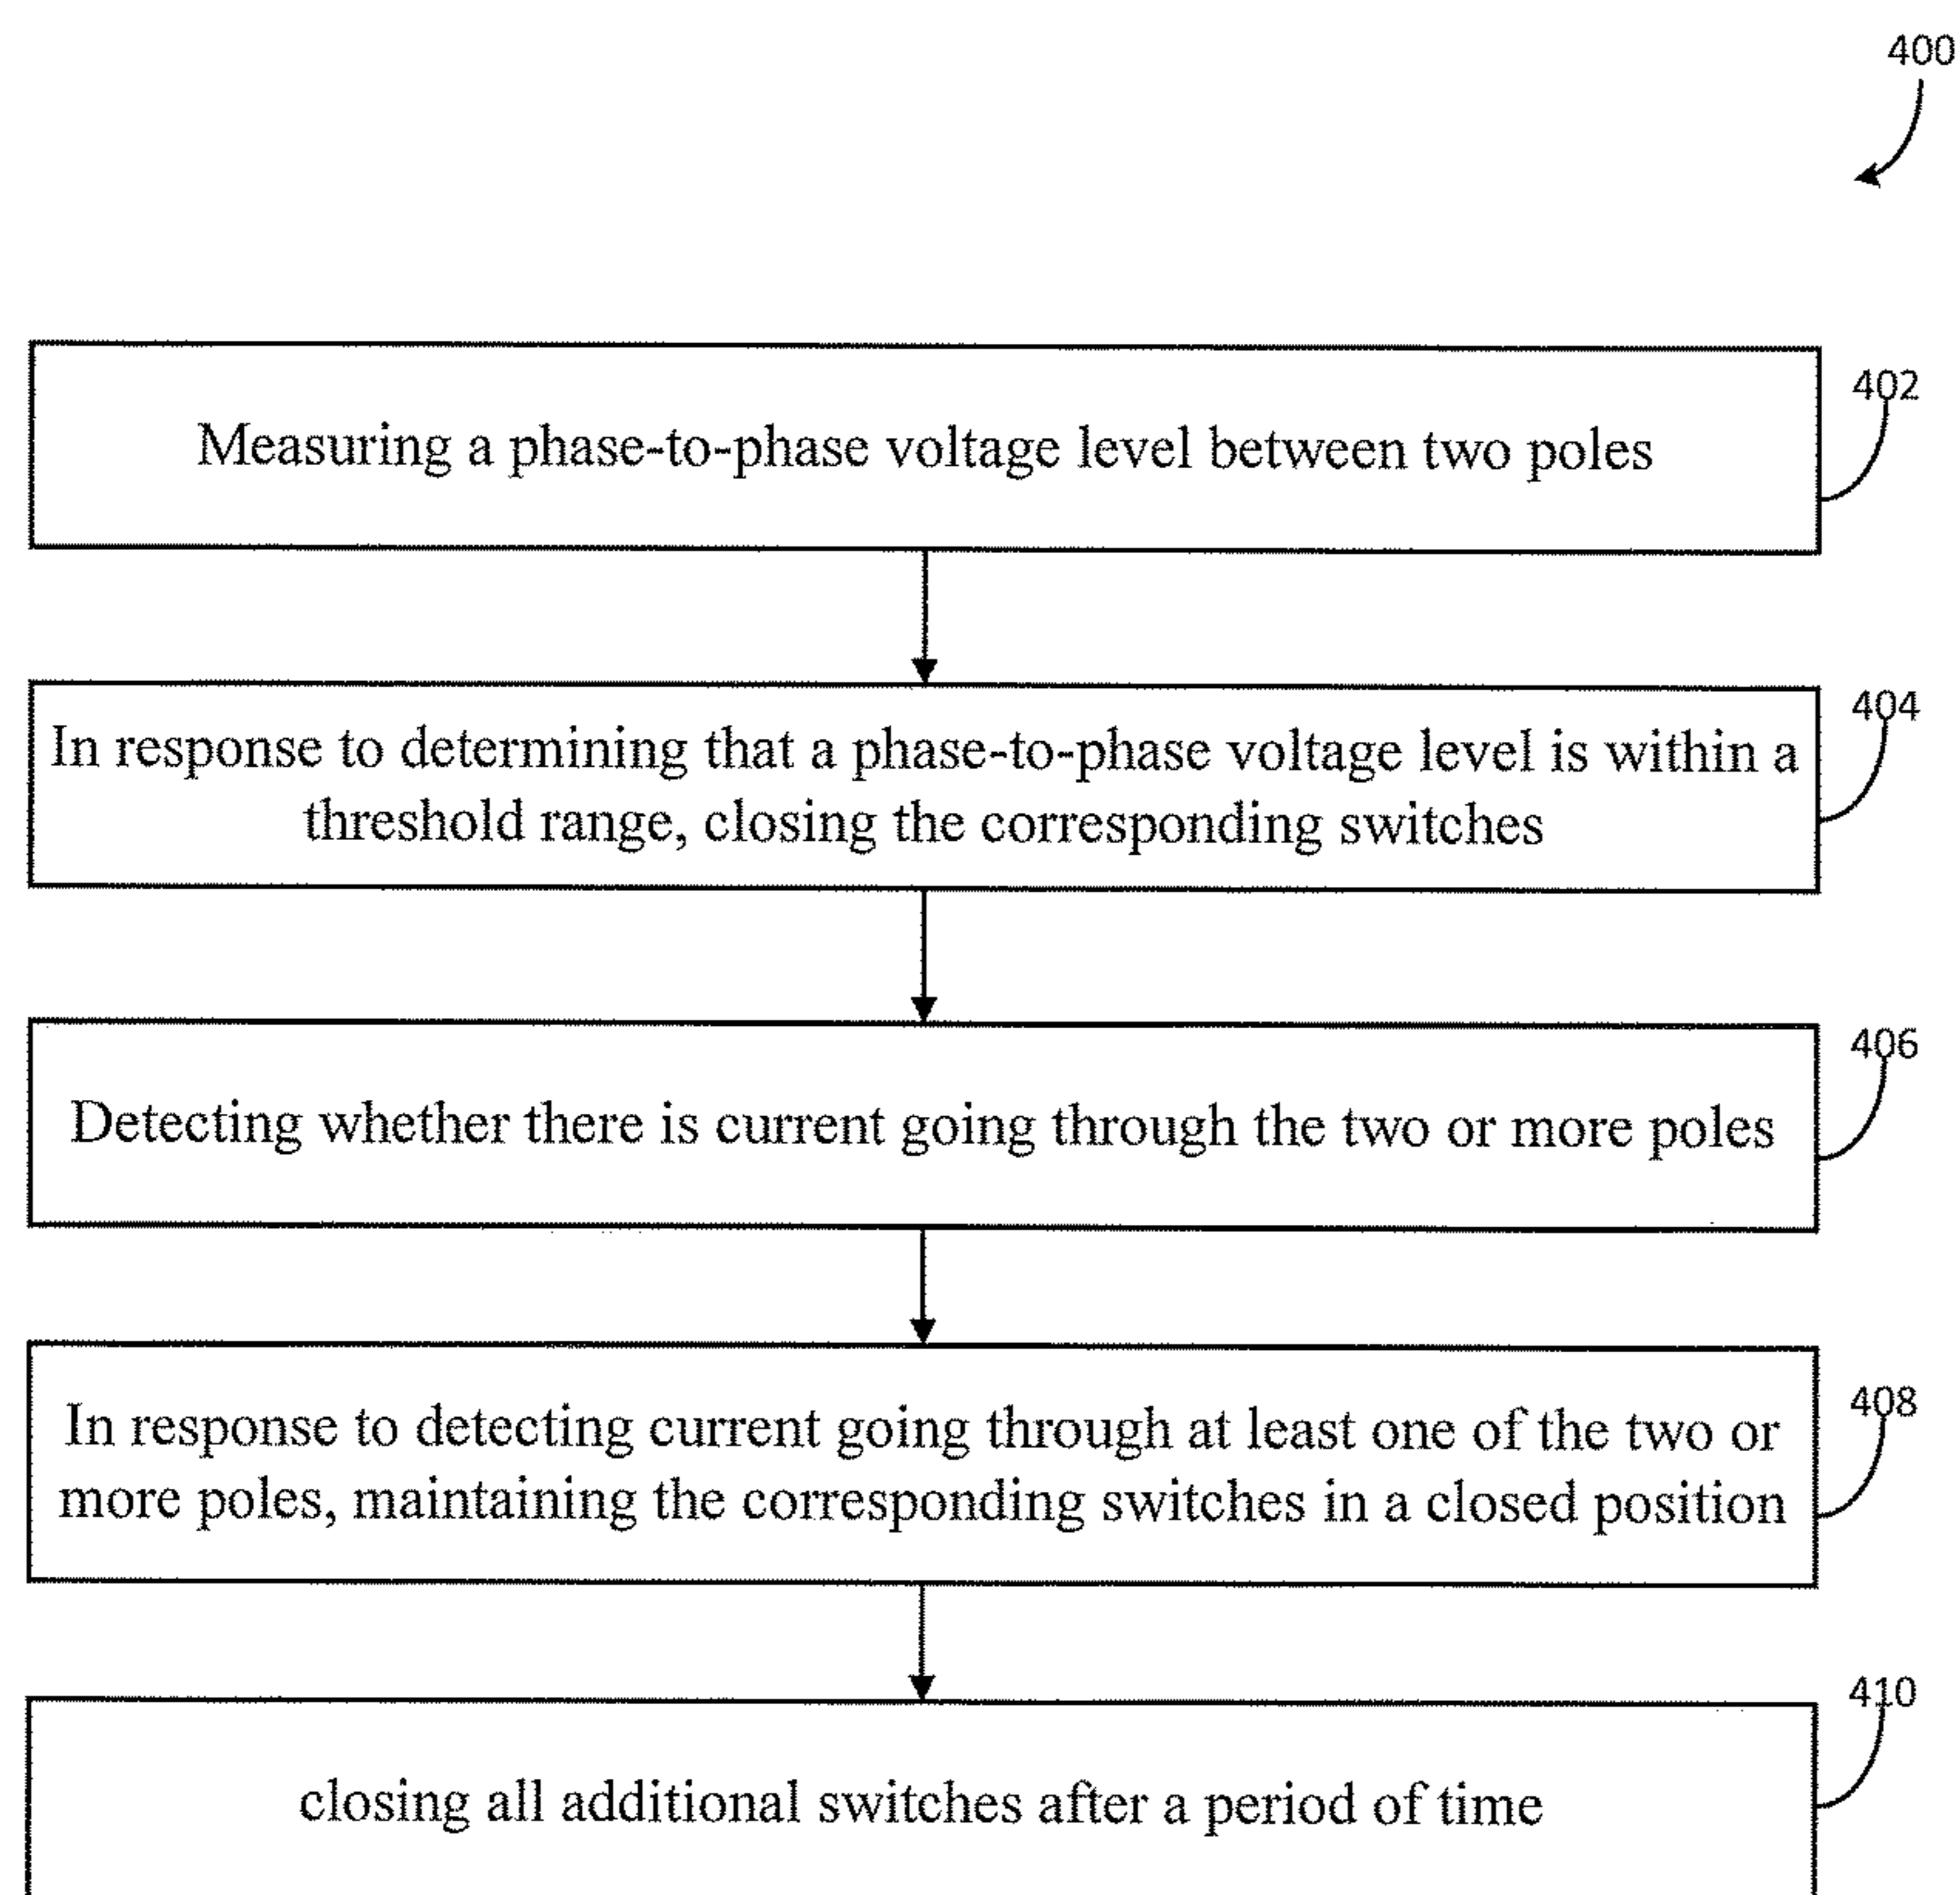 400
402
Measuring a phase-to-phase voltage level between two poles
404
In response to determining that a phase-to-phase voltage level is within a
threshold range, closing the corresponding switches
406
Detecting whether there is current going through the two or more poles
408
In response to detecting current going through at least one of the two or
more poles, maintaining the corresponding switches in a closed position
410
closing all additional switches after a period of time